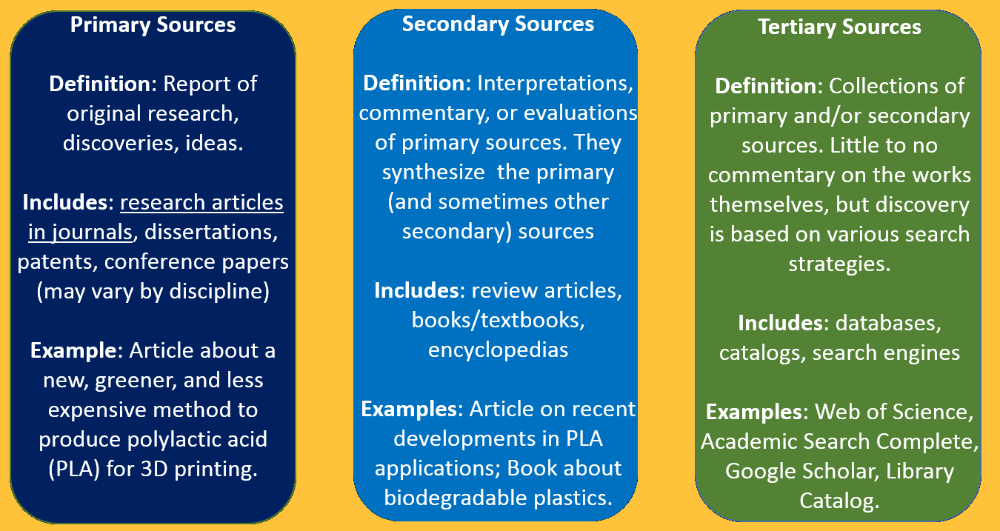 Primary Sources
Definition: Report of
original research,
discoveries, ideas.
Includes: research articles
in journals, dissertations,
patents, conference papers
(may vary by discipline)
Example: Article about a
new, greener, and less
expensive method to
produce polylactic acid
(PLA) for 3D printing.
Secondary Sources
Definition: Interpretations,
commentary, or evaluations
of primary sources. They
synthesize  the primary
(and sometimes other
secondary) sources
Includes: review articles,
books/textbooks,
encyclopedias
Examples: Article on recent
developments in PLA
applications; Book about
biodegradable plastics.
Tertiary Sources
Definition: Collections of
primary and/or secondary
sources. Little to no
commentary on the works
themselves, but discovery
is based on various search
strategies.
Includes: databases,
catalogs, search engines
Examples: Web of Science,
Academic Search Complete,
Google Scholar, Library
Catalog.